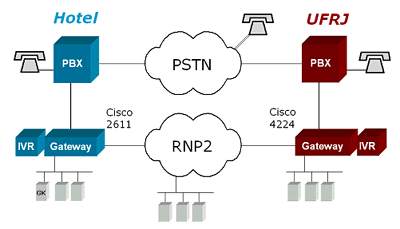 Hotel
UFRJ
PBX
PSTN
PBX
Cisco
2611
Cisco
4224
IVR
Gateway
RNP2
Gateway
IVR
GK